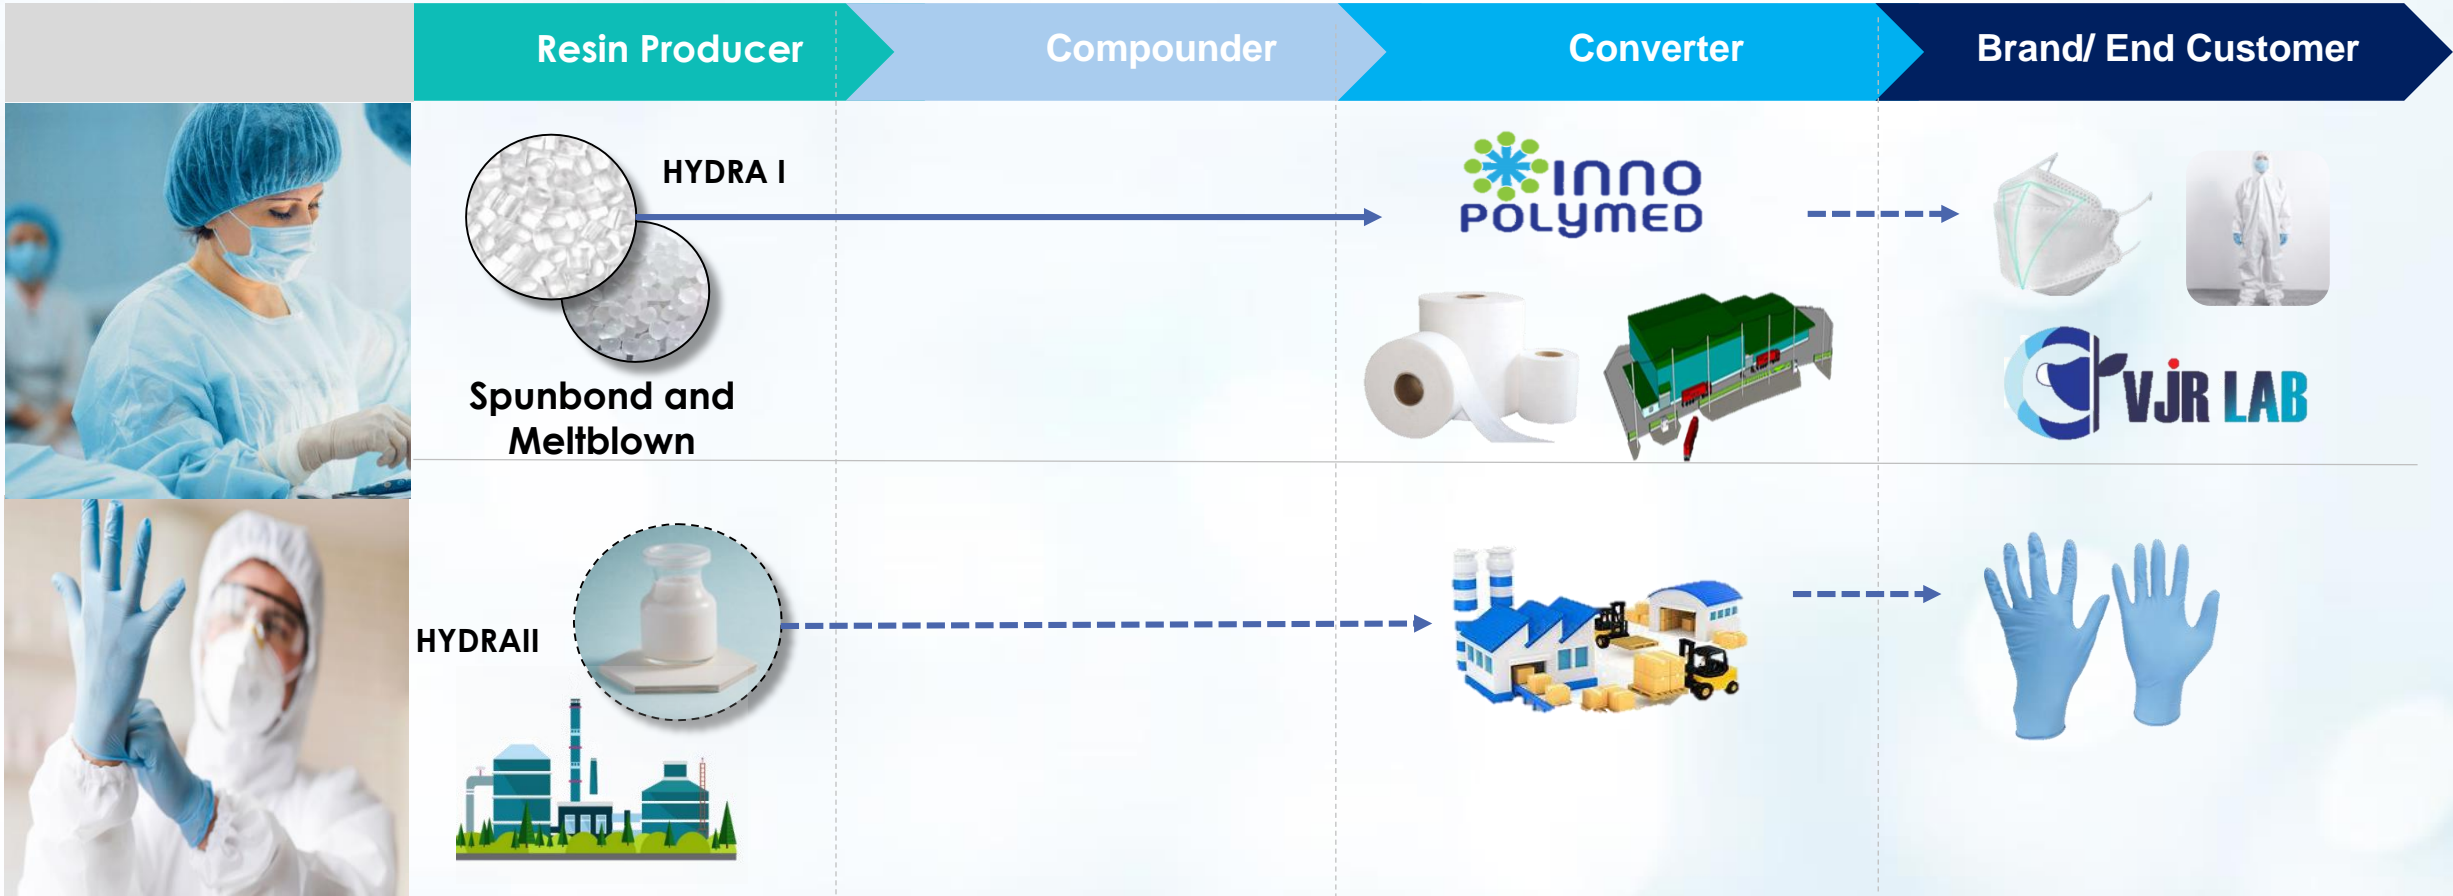 Resin Producer
Compounder
Converter
Brand/ End Customer
HYDRA I
INNO
POLYMED
Spunbond and
Meltblown
VJR LAB
HYDRAII